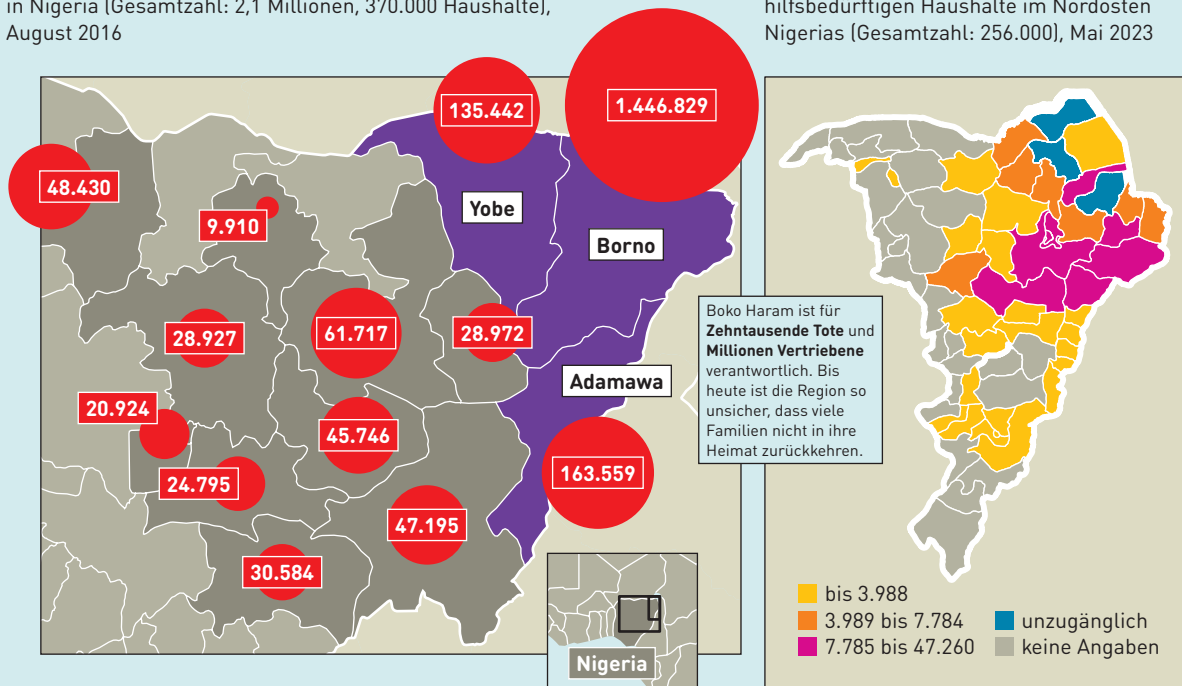 in Nigeria (Gesamtzahl: 2,1 Millionen, 370.000 Haushalte),
August 2016
135.442
1.446.829
48.430
9.910
Yobe
Borno
28.927
61.717
28.972
Adamawa
20.924
45.746
24.795
163.559
47.195
30.584
Nigeria
Boko Haram ist für
Zehntausende Tote und
Millionen Vertriebene
verantwortlich. Bis
heute ist die Region so
unsicher, dass viele
Familien nicht in ihre
Heimat zurückkehren.
hilfsbedürftigen Haushalte im Nordosten
Nigerias (Gesamtzahl: 256.000), Mai 2023
bis 3.988
3.989 bis 7.784
7.785 bis 47.260
unzugänglich
keine Angaben